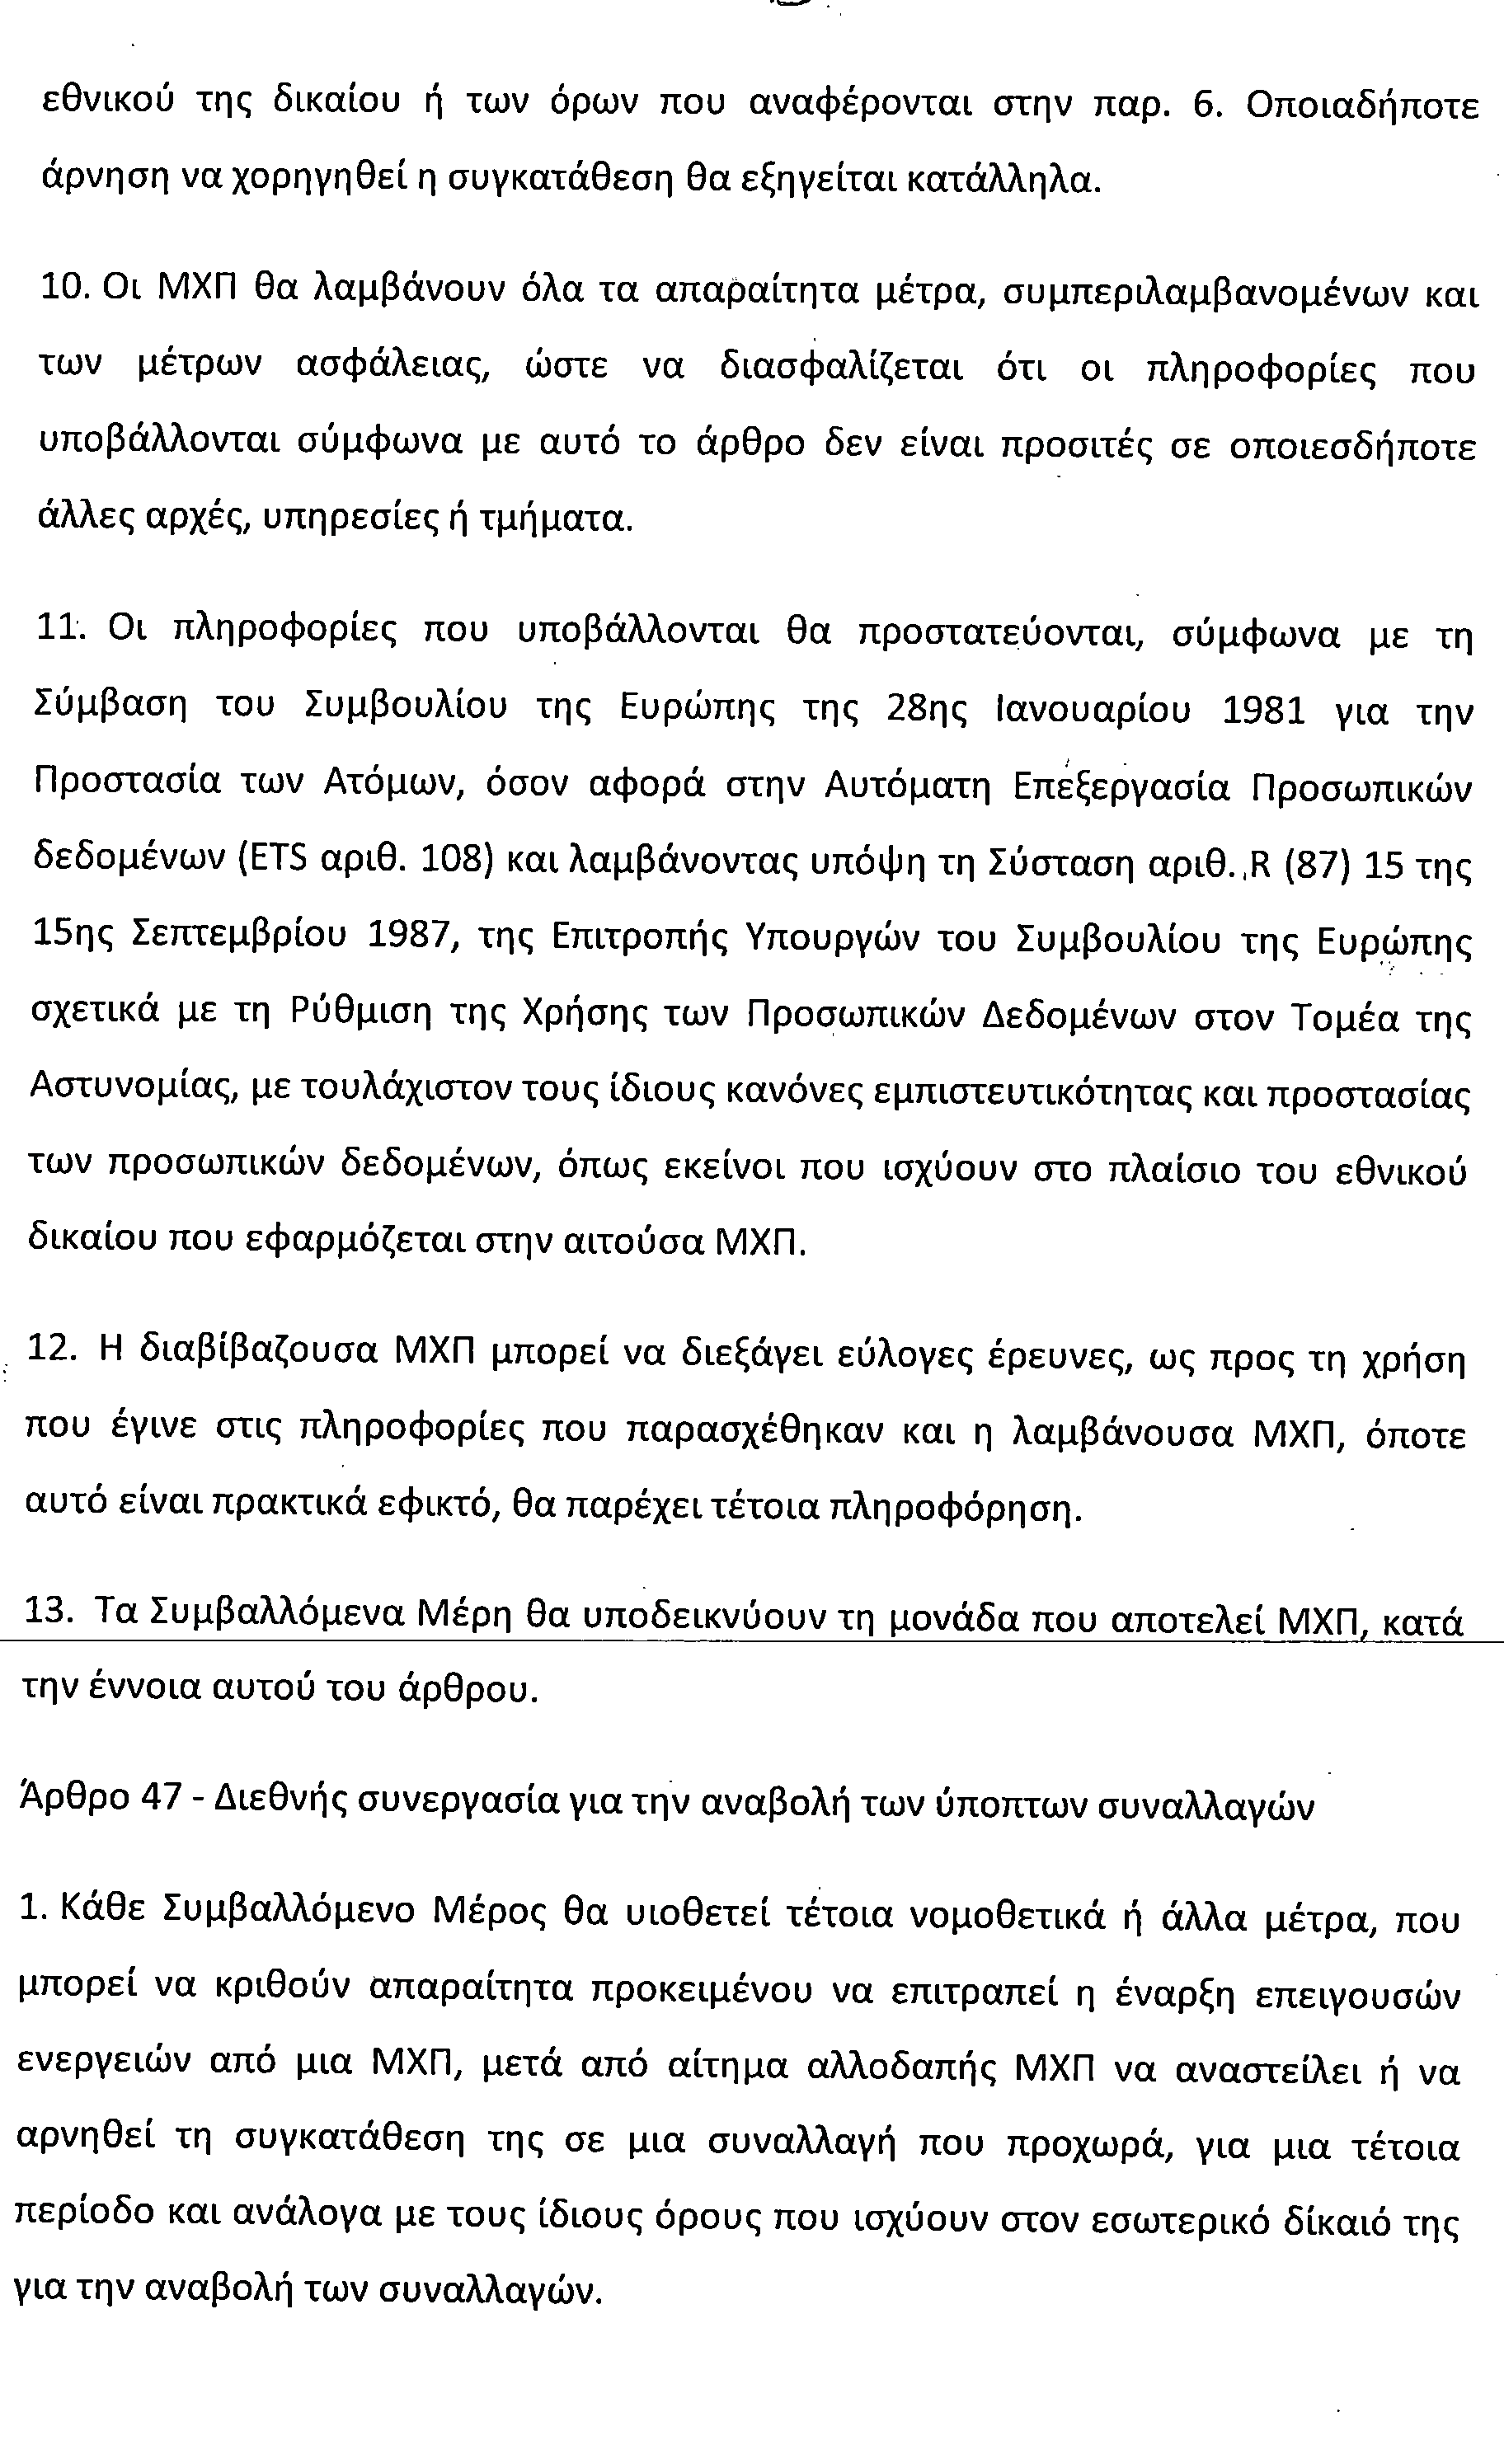 εθνικού της δικαίου ή των όρων που αναφέρονται στην παρ. 6. Οποιαδήποτε
άρνηση να χορηγηθεί η συγκατάθεση θα εξηγείται κατάλληλα.
10. Οι ΜΧΠ θα λαμβάνουν όλα τα απαραίτητα μέτρα, συμπεριλαμβανομένων και
των μέτρων ασφάλειας, ώστε να διασφαλίζεται ότι οι πληροφορίες που
υποβάλλονται σύμφωνα με αυτό το άρθρο δεν είναι προσιτές σε οποιεσδήποτε
άλλες αρχές, υπηρεσίες ή τμήματα.
11. Οι πληροφορίες που υποβάλλονται θα προστατεύονται, σύμφωνα με τη
Σύμβαση του Συμβουλίου της Ευρώπης της 28ης Ιανουαρίου 1981 για την
Προστασία των Ατόμων, όσον αφορά στην Αυτόματη Επεξεργασία Προσωπικών
δεδομένων (ETS αριθ. 108) και λαμβάνοντας υπόψη τη Σύσταση αριθ. R (87) 15 της
15ης Σεπτεμβρίου 1987, της Επιτροπής Υπουργών του Συμβουλίου της Ευρώπης
σχετικά με τη Ρύθμιση της Χρήσης των Προσωπικών Δεδομένων στον Τομέα της
Αστυνομίας, με τουλάχιστον τους ίδιους κανόνες εμπιστευτικότητας και προστασίας
των προσωπικών δεδομένων, όπως εκείνοι που ισχύουν στο πλαίσιο του εθνικού
δικαίου που εφαρμόζεται στην αιτούσα ΜΧΠ.
12. Η διαβίβαζουσα ΜΧΠ μπορεί να διεξάγει εύλογες έρευνες, ως προς τη χρήση
που έγινε στις πληροφορίες που παρασχέθηκαν και η λαμβάνουσα ΜΧΠ, όποτε
αυτό είναι πρακτικά εφικτό, θα παρέχει τέτοια πληροφόρηση.
13. Τα Συμβαλλόμενα Μέρη θα υποδεικνύουν τη μονάδα που αποτελεί ΜΧΠ, κατά
την έννοια αυτού του άρθρου.
Άρθρο 47 - Διεθνής συνεργασία για την αναβολή των ύποπτων συναλλαγών
1. Κάθε Συμβαλλόμενο Μέρος θα υιοθετεί τέτοια νομοθετικά ή άλλα μέτρα, που
μπορεί να κριθούν απαραίτητα προκειμένου να επιτραπεί η έναρξη επειγουσών
ενεργειών από μια ΜΧΠ, μετά από αίτημα αλλοδαπής ΜΧΠ να αναστείλει ή να
αρνηθεί τη συγκατάθεση της σε μια συναλλαγή που προχωρά, για μια τέτοια
περίοδο και ανάλογα με τους ίδιους όρους που ισχύουν στον εσωτερικό δίκαιό της
για την αναβολή των συναλλαγών.